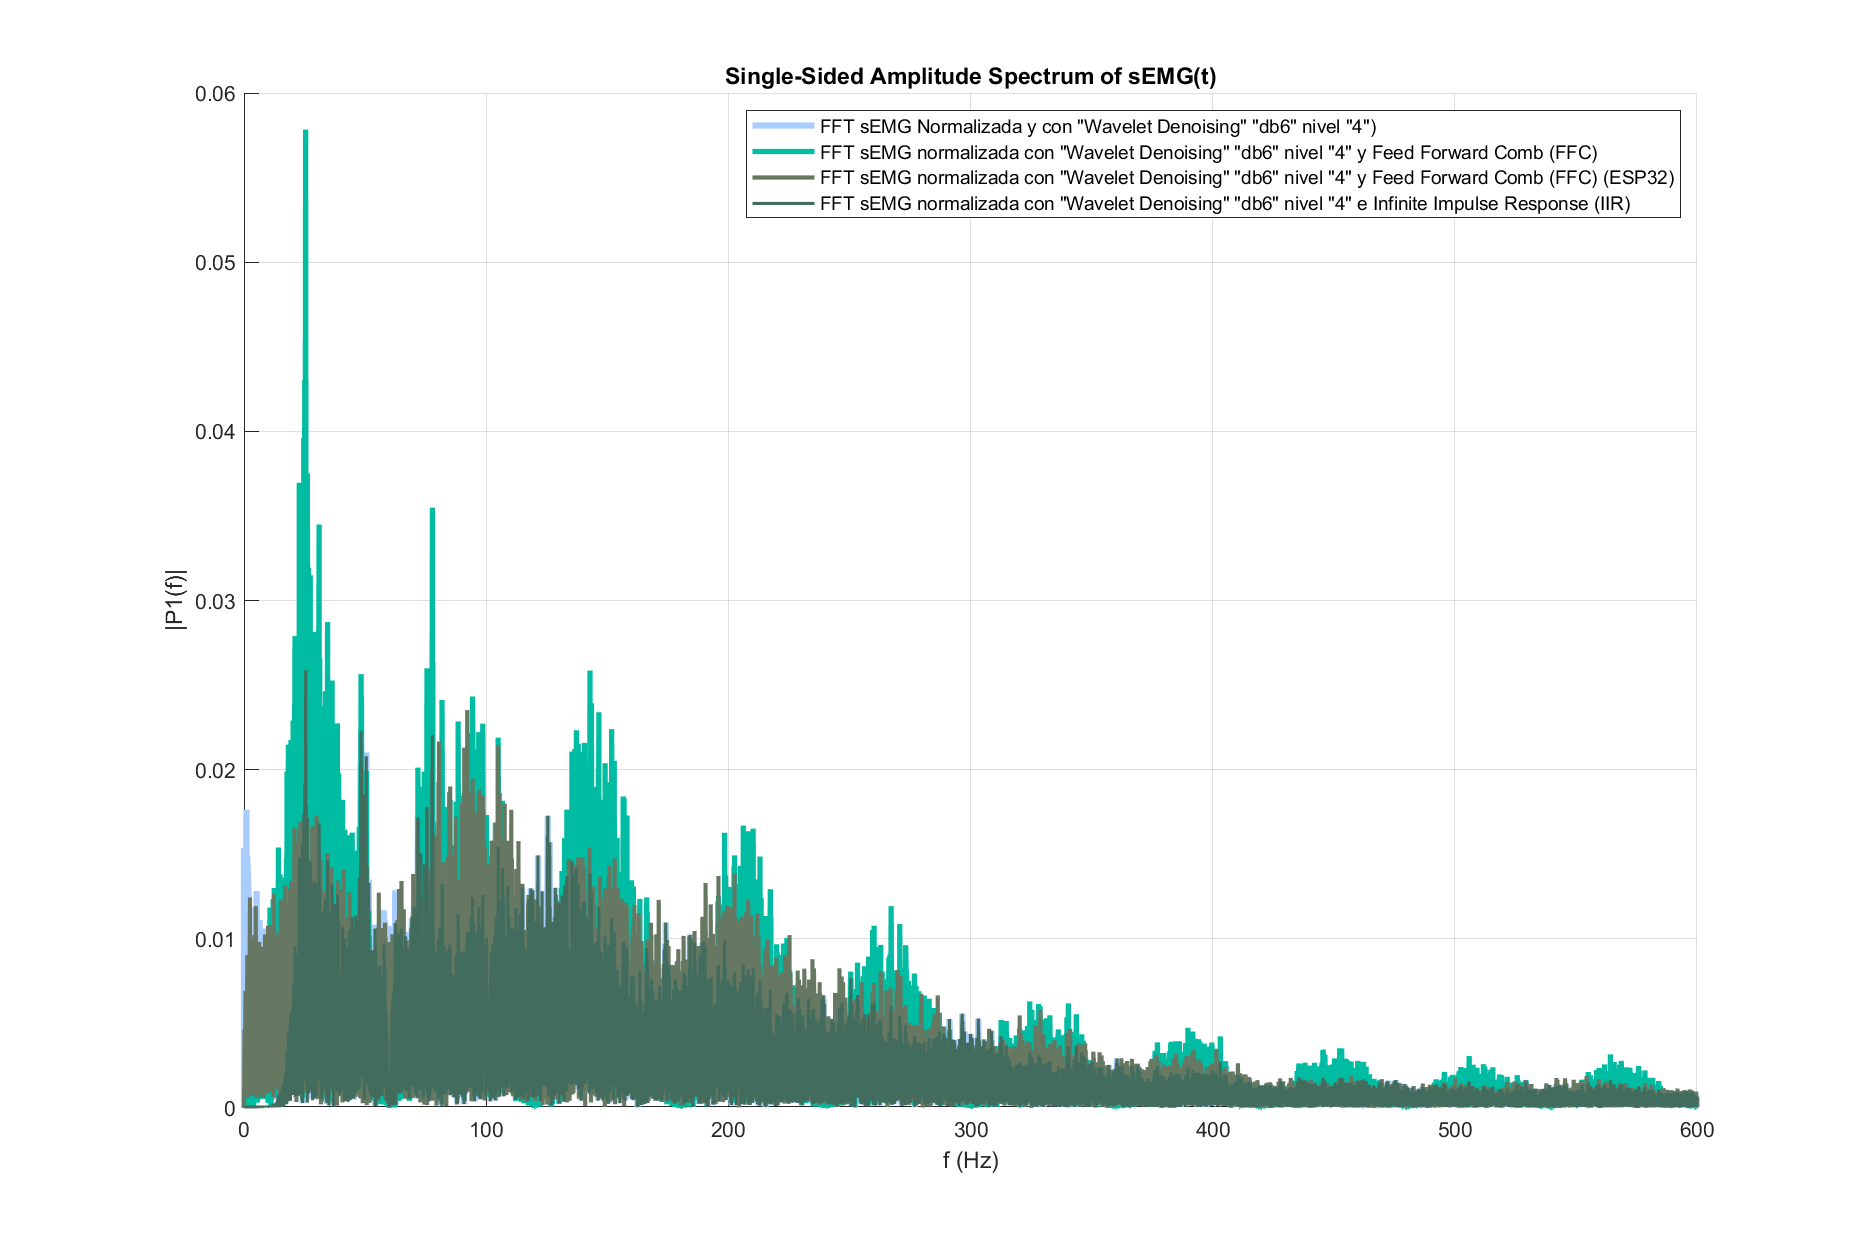 Single-Sided Amplitude Spectrum of sEMG(t)
FFT sEMG Normalizada y con "Wavelet Denoising" "db6" nivel "4")
FFT sEMG normalizada con "Wavelet Denoising" "db6" nivel "4" y Feed Forward Comb (FFC)
FFT sEMG normalizada con "Wavelet Denoising" "db6" nivel "4" y Feed Forward Comb (FFC) (ESP32)
FFT sEMG normalizada con "Wavelet Denoising" "db6" nivel "4" e Infinite Impulse Response (IIR)
|P1(f)|
0.06
0.05
0.04
0.03
0.02
0.01
0
0 100 200 300 400 500 600
f (Hz)